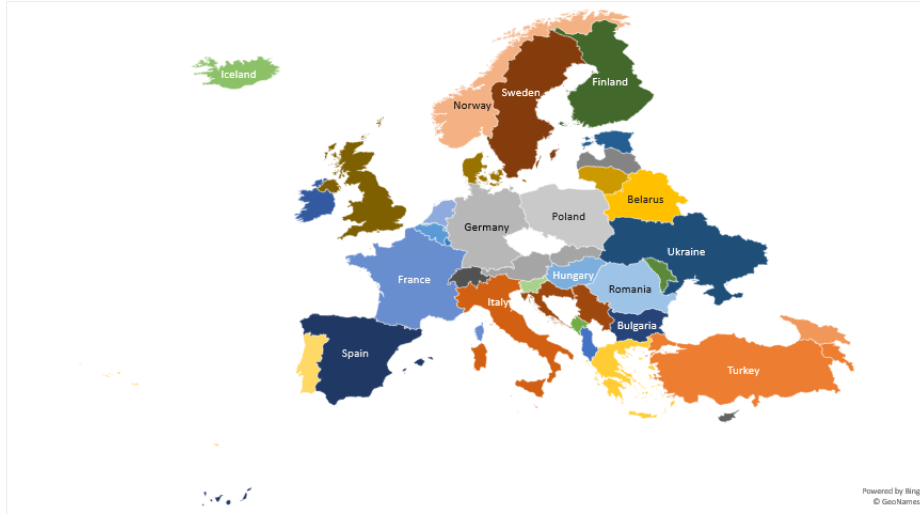 Iceland
Finland
Sweden
Norway
Belarus
Poland
Germany
Ukraine
Hungary
France
Romania
Italy
Bulgaria
Spain
Turkey
Powered by Bing
© GeoNames